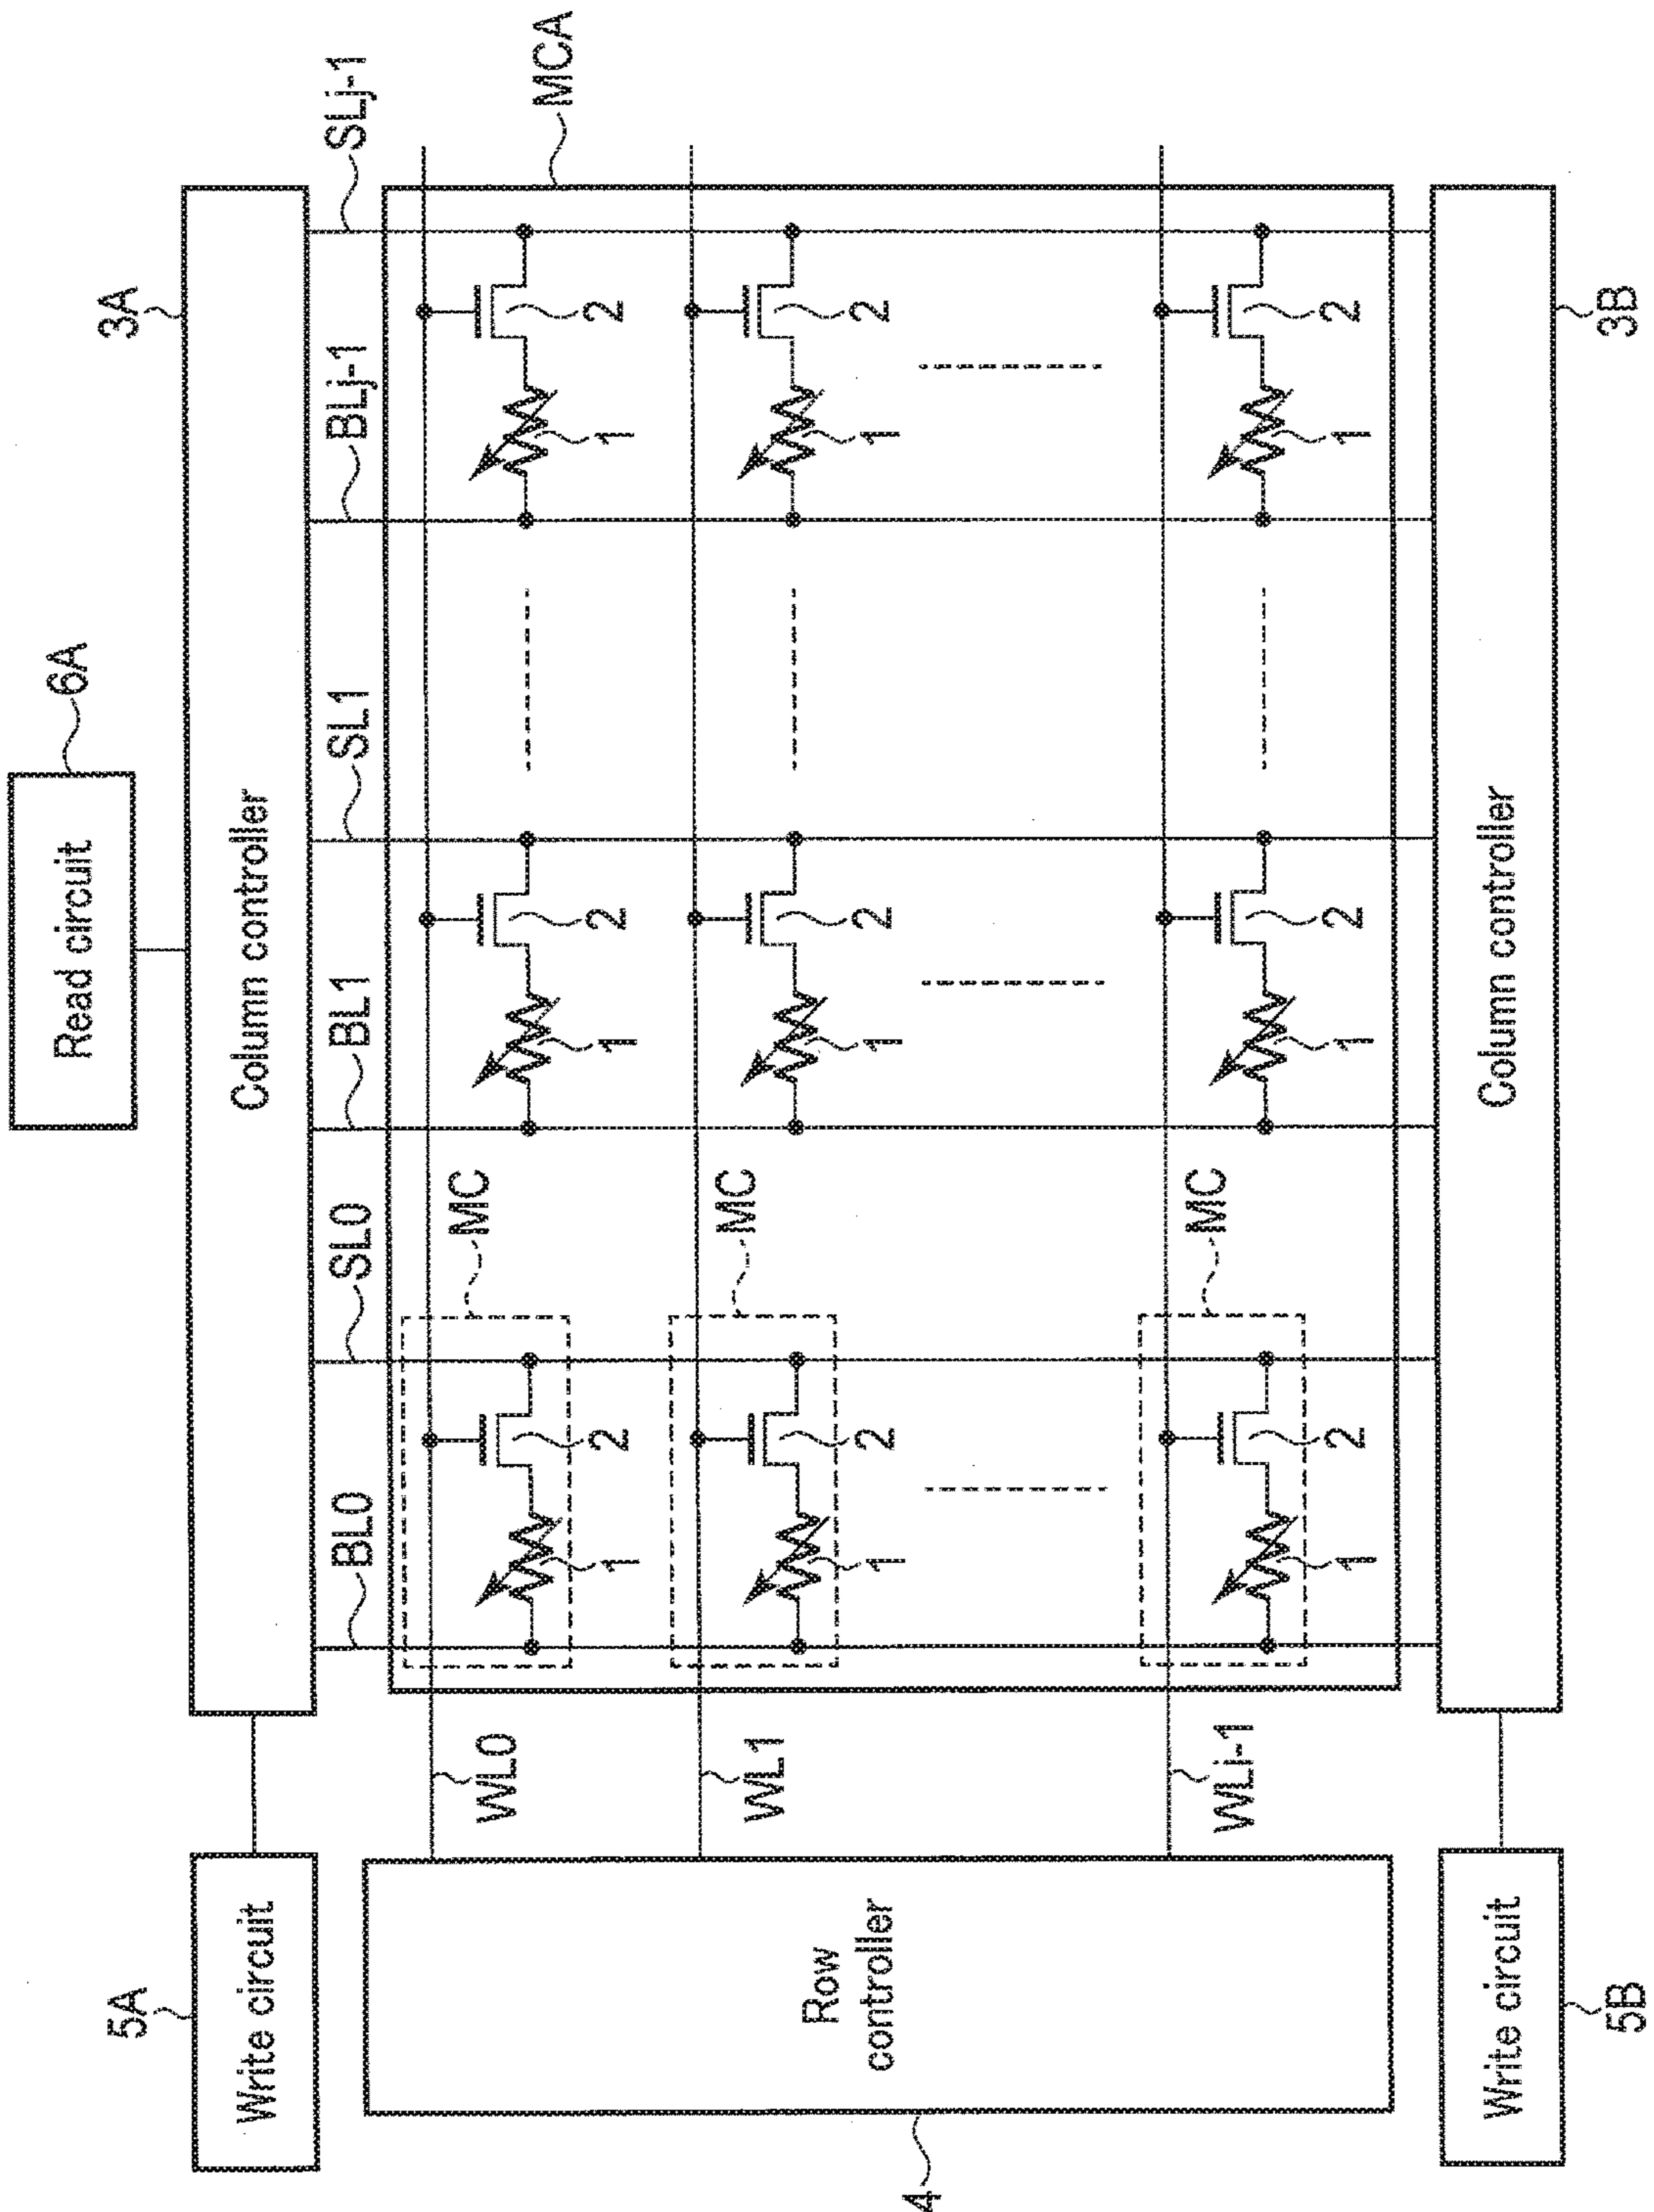 Read circuit
6A
5A
3A
Write circuit
Column controller
BL0
SL0
BL1
SL1
BLj-1
SLj-1
MCA
WL0
MC
1
2
1
2
1
2
WL1
MC
1
2
1
2
1
2
Row
controller
4
WLi-1
MC
1
2
1
2
1
2
Write circuit
Column controller
5B
3B